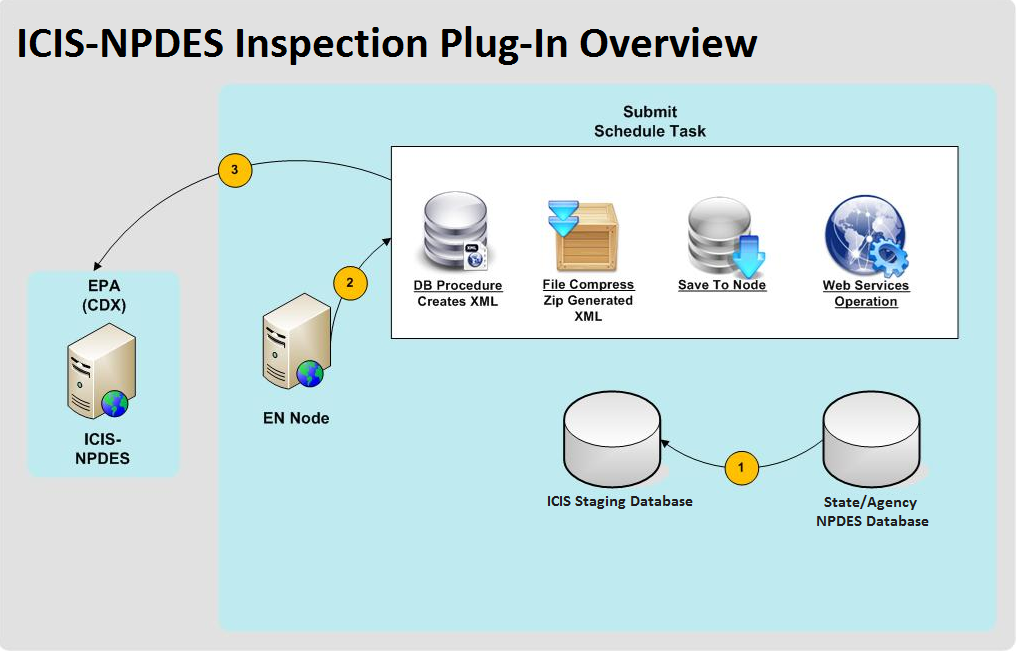 ICIS-NPDES Inspection Plug-In Overview
Submit
Schedule Task
3
2
XML
DB Procedure
Creates XML
File Compress
Zip Generated
XML
Save To Node
Web Services
Operation
EPA
(CDX)
ICIS-
NPDES
EN Node
1
ICIS Staging Database
State/Agency
NPDES Database